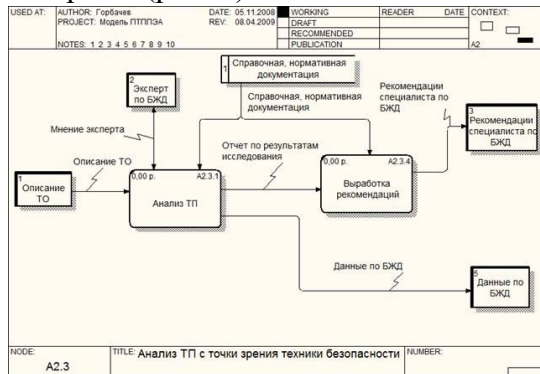 USED AT:
AUTHOR: Горбачев
DATE: 05.11.2008
WORKING
READER
DATE
CONTEXT:
PROJECT: Модель ПТППЭА
REV: 08.04.2009
DRAFT
RECOMMENDED
NOTES: 1 2 3 4 5 6 7 8 9 10
PUBLICATION
A2
1
Справочная, нормативная
документация
2
Эксперт
по БЖД
Справочная, нормативная
документация
Рекомендации
специалиста по
БЖД
3
Рекомендации
специалиста по
БЖД
Мнение эксперта
Описание ТО
Отчет по результатам
исследования
1
Описание
ТО
0,00 р.
A2.3.1
Анализ ТП
0,00 р.
A2.3.4
Выработка
рекомендаций
Данные по БЖД
5
Данные по
БЖД
NODE:
TITLE: Анализ ТП с точки зрения техники безопасности
NUMBER:
A2.3